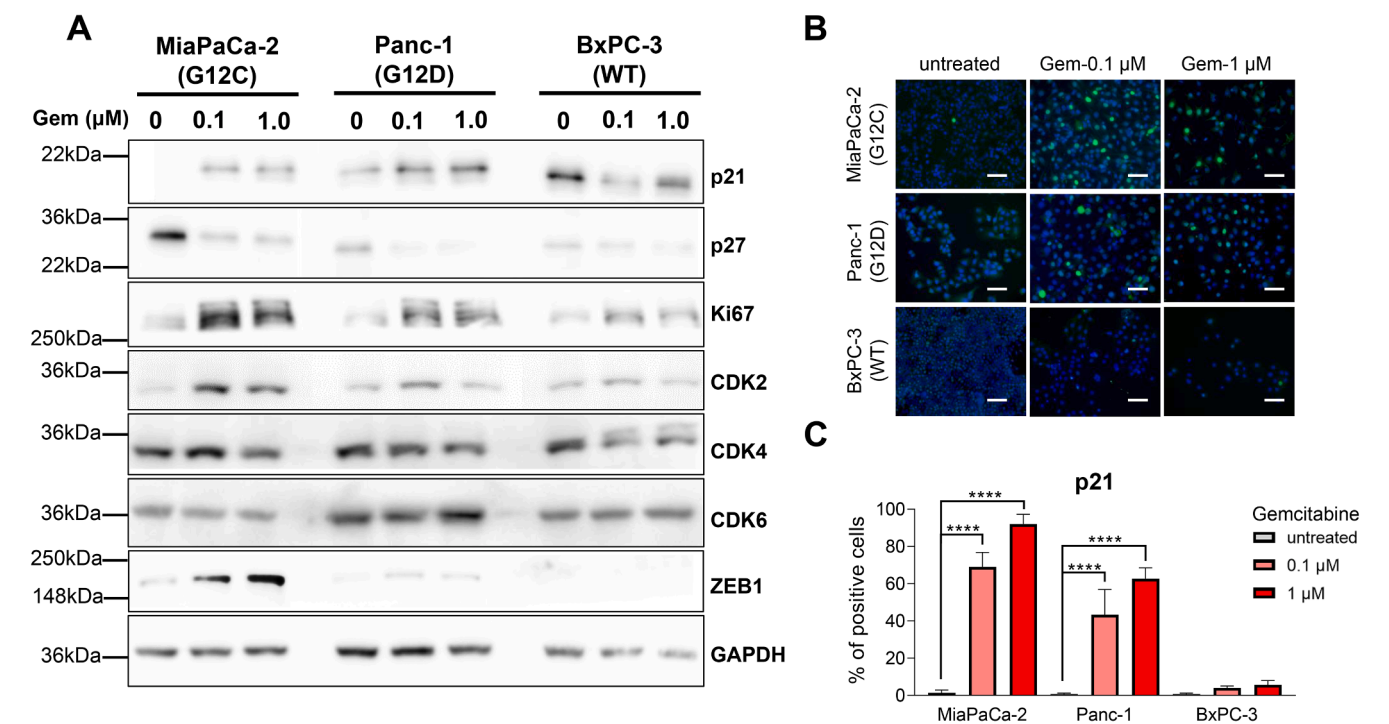 A
MiaPaCa-2
(G12C)
Panc-1
(G12D)
BxPC-3
(WT)
Gem (µM) 0 0.1 1.0 0 0.1 1.0 0 0.1 1.0
22kDa
p21
36kDa
p27
22kDa
Ki67
250kDa
36kDa
CDK2
36kDa
CDK4
36kDa
CDK6
250kDa
ZEB1
148kDa
36kDa
GAPDH
B
untreated Gem-0.1 µM Gem-1 µM
MiaPaCa-2
(G12C)
Panc-1
(G12D)
BxPC-3
(WT)
C
p21
% of positive cells
100
80
60
40
20
0
****
****
****
****
MiaPaCa-2 Panc-1 BxPC-3
Gemcitabine
untreated
0.1 µM
1 µM